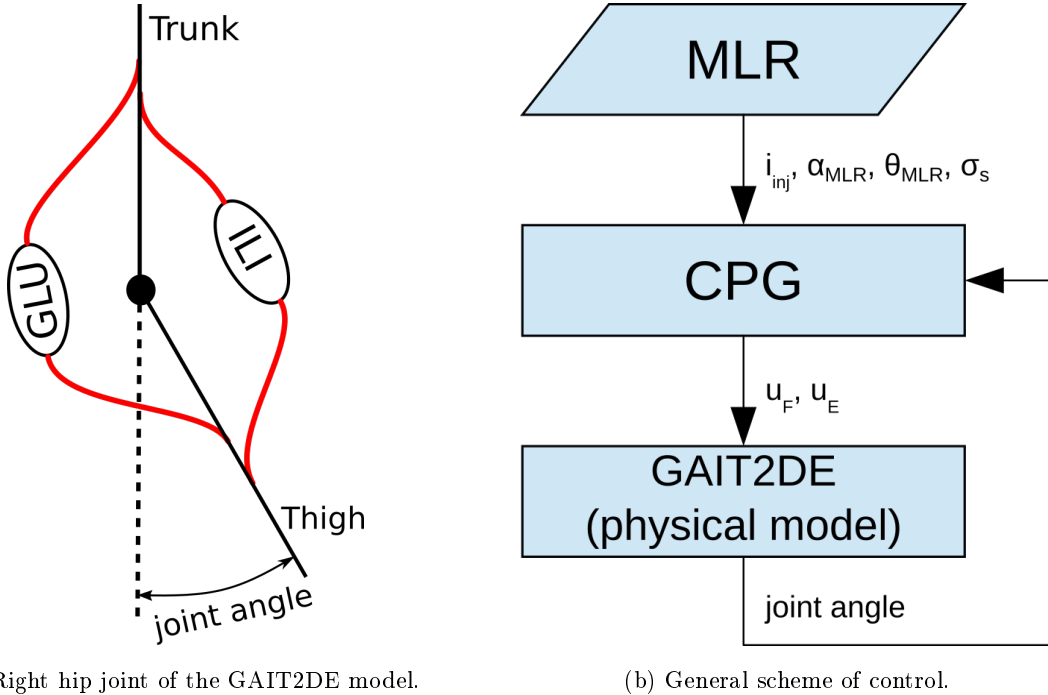 Trunk
GLU
ILI
Thigh
joint angle
Right hip joint of the GAIT2DE model.
MLR
i_inj, α_MLR, θ_MLR, σ_s
CPG
u_F, u_E
GAIT2DE
(physical model)
joint angle
(b) General scheme of control.